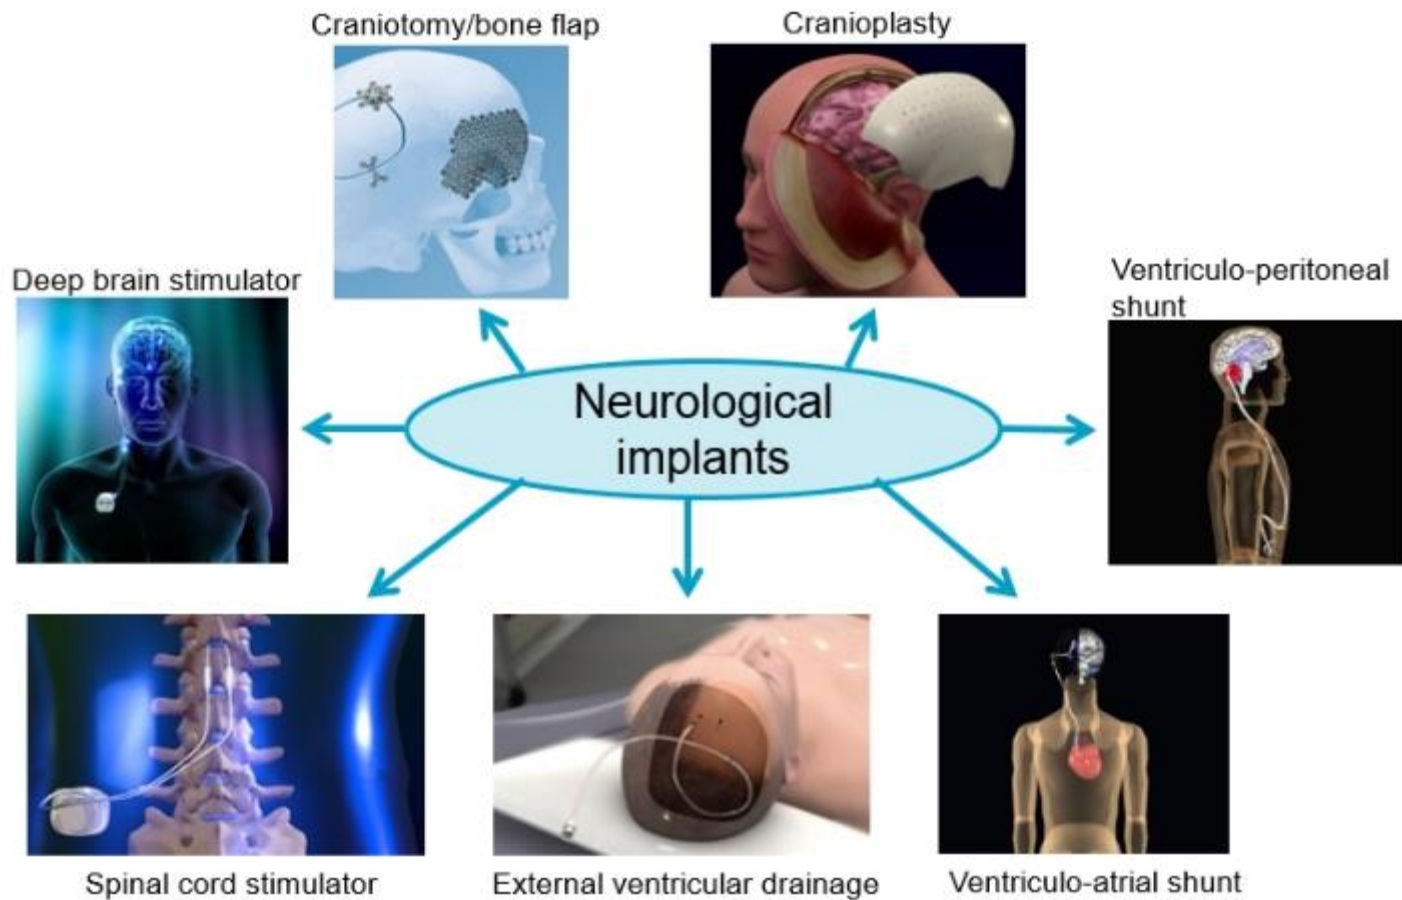 Craniotomy/bone flap
Cranioplasty
Deep brain stimulator
Ventriculo-peritoneal
shunt
Neurological
implants
Spinal cord stimulator
External ventricular drainage
Ventriculo-atrial shunt